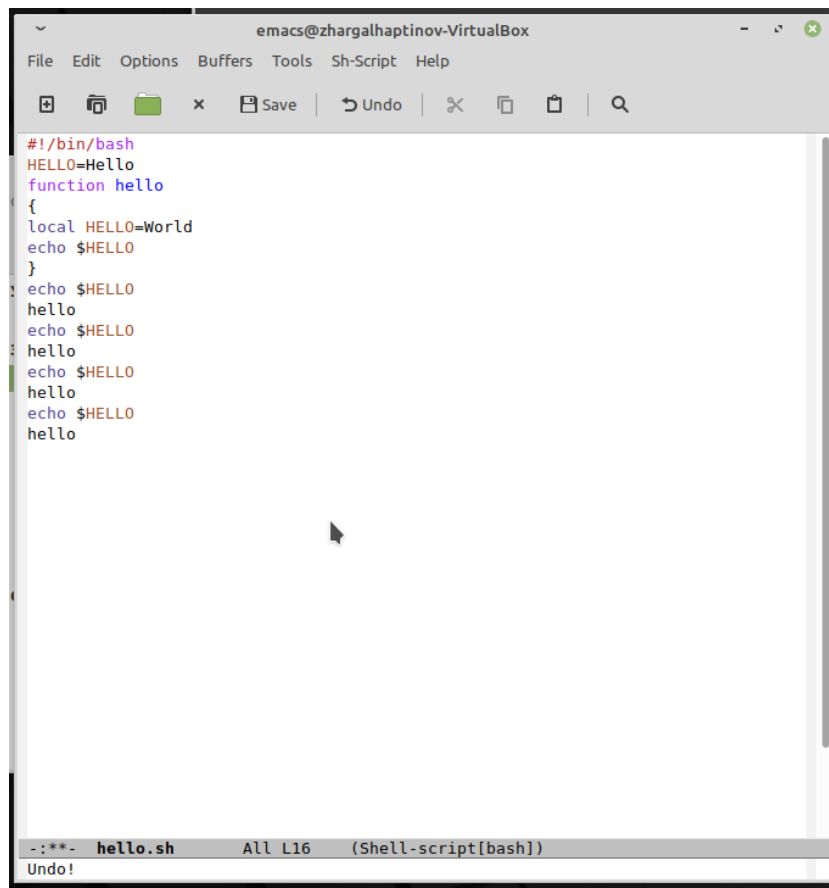 emacs@zhargalhaptinov-VirtualBox
File Edit Options Buffers Tools Sh-Script Help
Save Undo
#!/bin/bash
HELLO=Hello
function hello
{
local HELLO=World
echo $HELLO
}
echo $HELLO
hello
echo $HELLO
hello
echo $HELLO
hello
echo $HELLO
hello
-:**- hello.sh All L16 (Shell-script[bash])
Undo!